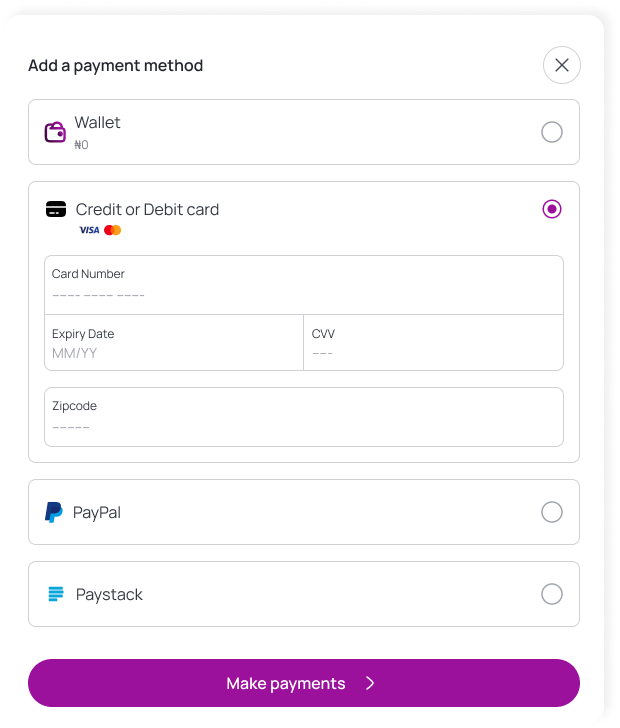 Add a payment method
Wallet
₦0
Credit or Debit card
VISA
Card Number
---- ---- ----
Expiry Date
CVV
MM/YY
---
Zipcode
-----
PayPal
Paystack
Make payments